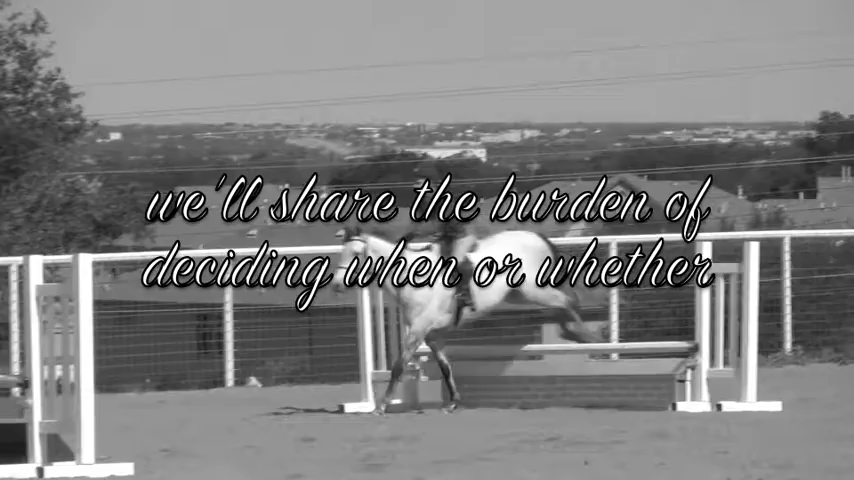 we'll share the burden of
deciding when or whether